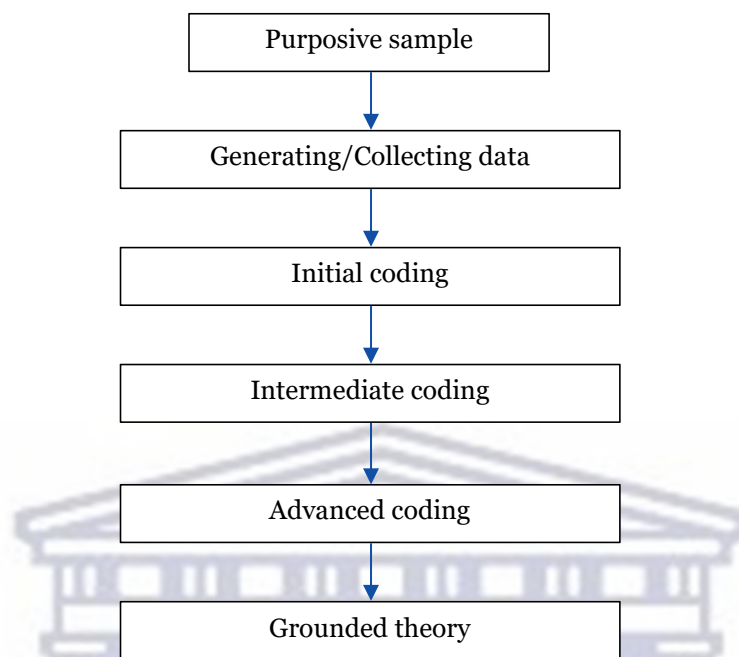 Purposive sample
Generating/Collecting data
Initial coding
Intermediate coding
Advanced coding
Grounded theory